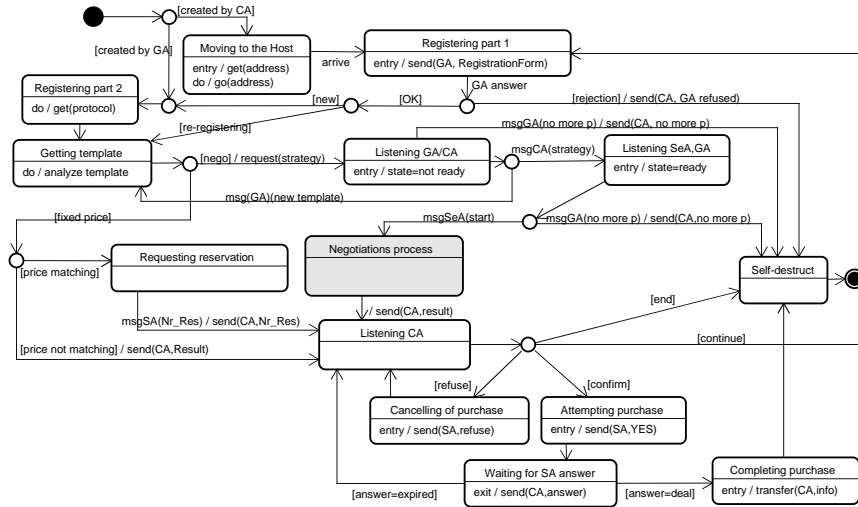 [created by CA]
[created by GA]
Moving to the Host
entry / get(address)
do / go(address)
arrive
Registering part 1
entry / send(GA, RegistrationForm)
GA answer
Registering part 2
do / get(protocol)
[new]
[OK]
[rejection] / send(CA, GA refused)
[re-registering]
msgGA(no more p) / send(CA, no more p)
Getting template
do / analyze template
[nego] / request(strategy)
Listening GA/CA
entry / state=not ready
msgCA(strategy)
Listening SeA,GA
entry / state=ready
msg(GA)(new template)
[fixed price]
msgSeA(start)
msgGA(no more p) / send(CA,no more p)
Negotiations process
Requesting reservation
[price matching]
Self-destruct
[end]
/ send(CA,result)
msgSA(Nr_Res) / send(CA,Nr_Res)
Listening CA
[continue]
[price not matching] / send(CA,Result)
[refuse]
[confirm]
Cancelling of purchase
entry / send(SA,refuse)
Attempting purchase
entry / send(SA,YES)
Waiting for SA answer
exit / send(CA,answer)
Completing purchase
entry / transfer(CA,info)
[answer=expired]
[answer=deal]